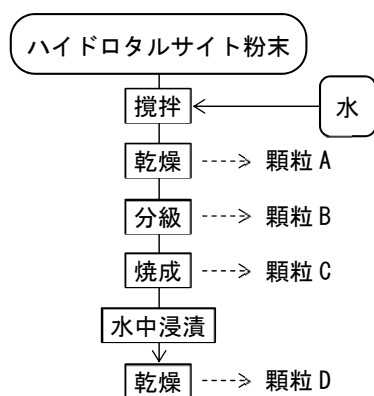 ハイドロタルサイト粉末
攪拌
水
乾燥
顆粒 A
分級
顆粒 B
焼成
顆粒 C
水中浸漬
乾燥
顆粒 D